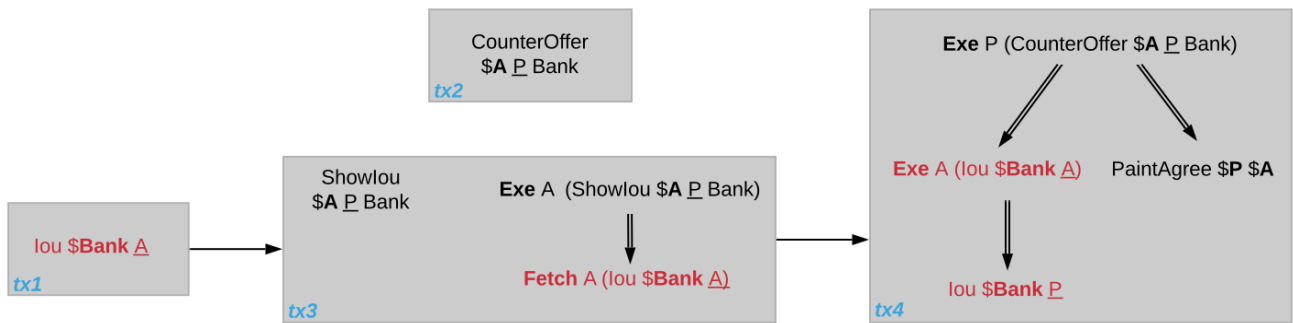 Iou $Bank A
tx1
CounterOffer
$A P Bank
tx2
ShowIou
$A P Bank
Exe A (ShowIou $A P Bank)
Fetch A (Iou $Bank A)
tx3
Exe P (CounterOffer $A P Bank)
Exe A (Iou $Bank A)
PaintAgree $P $A
Iou $Bank P
tx4